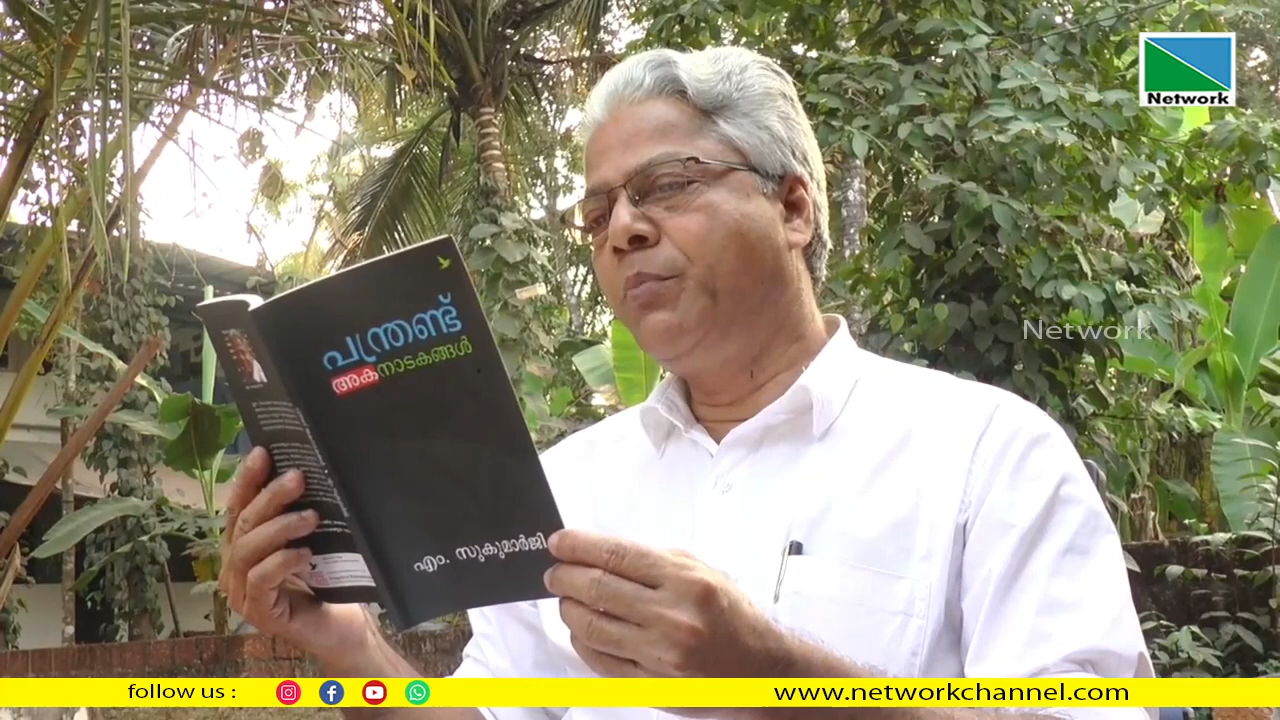 Network
Network
പന്ത്രണ്ട്
അകനാടകങ്ങൾ
എം. സുകുമാർജി
follow us :
www.networkchannel.com